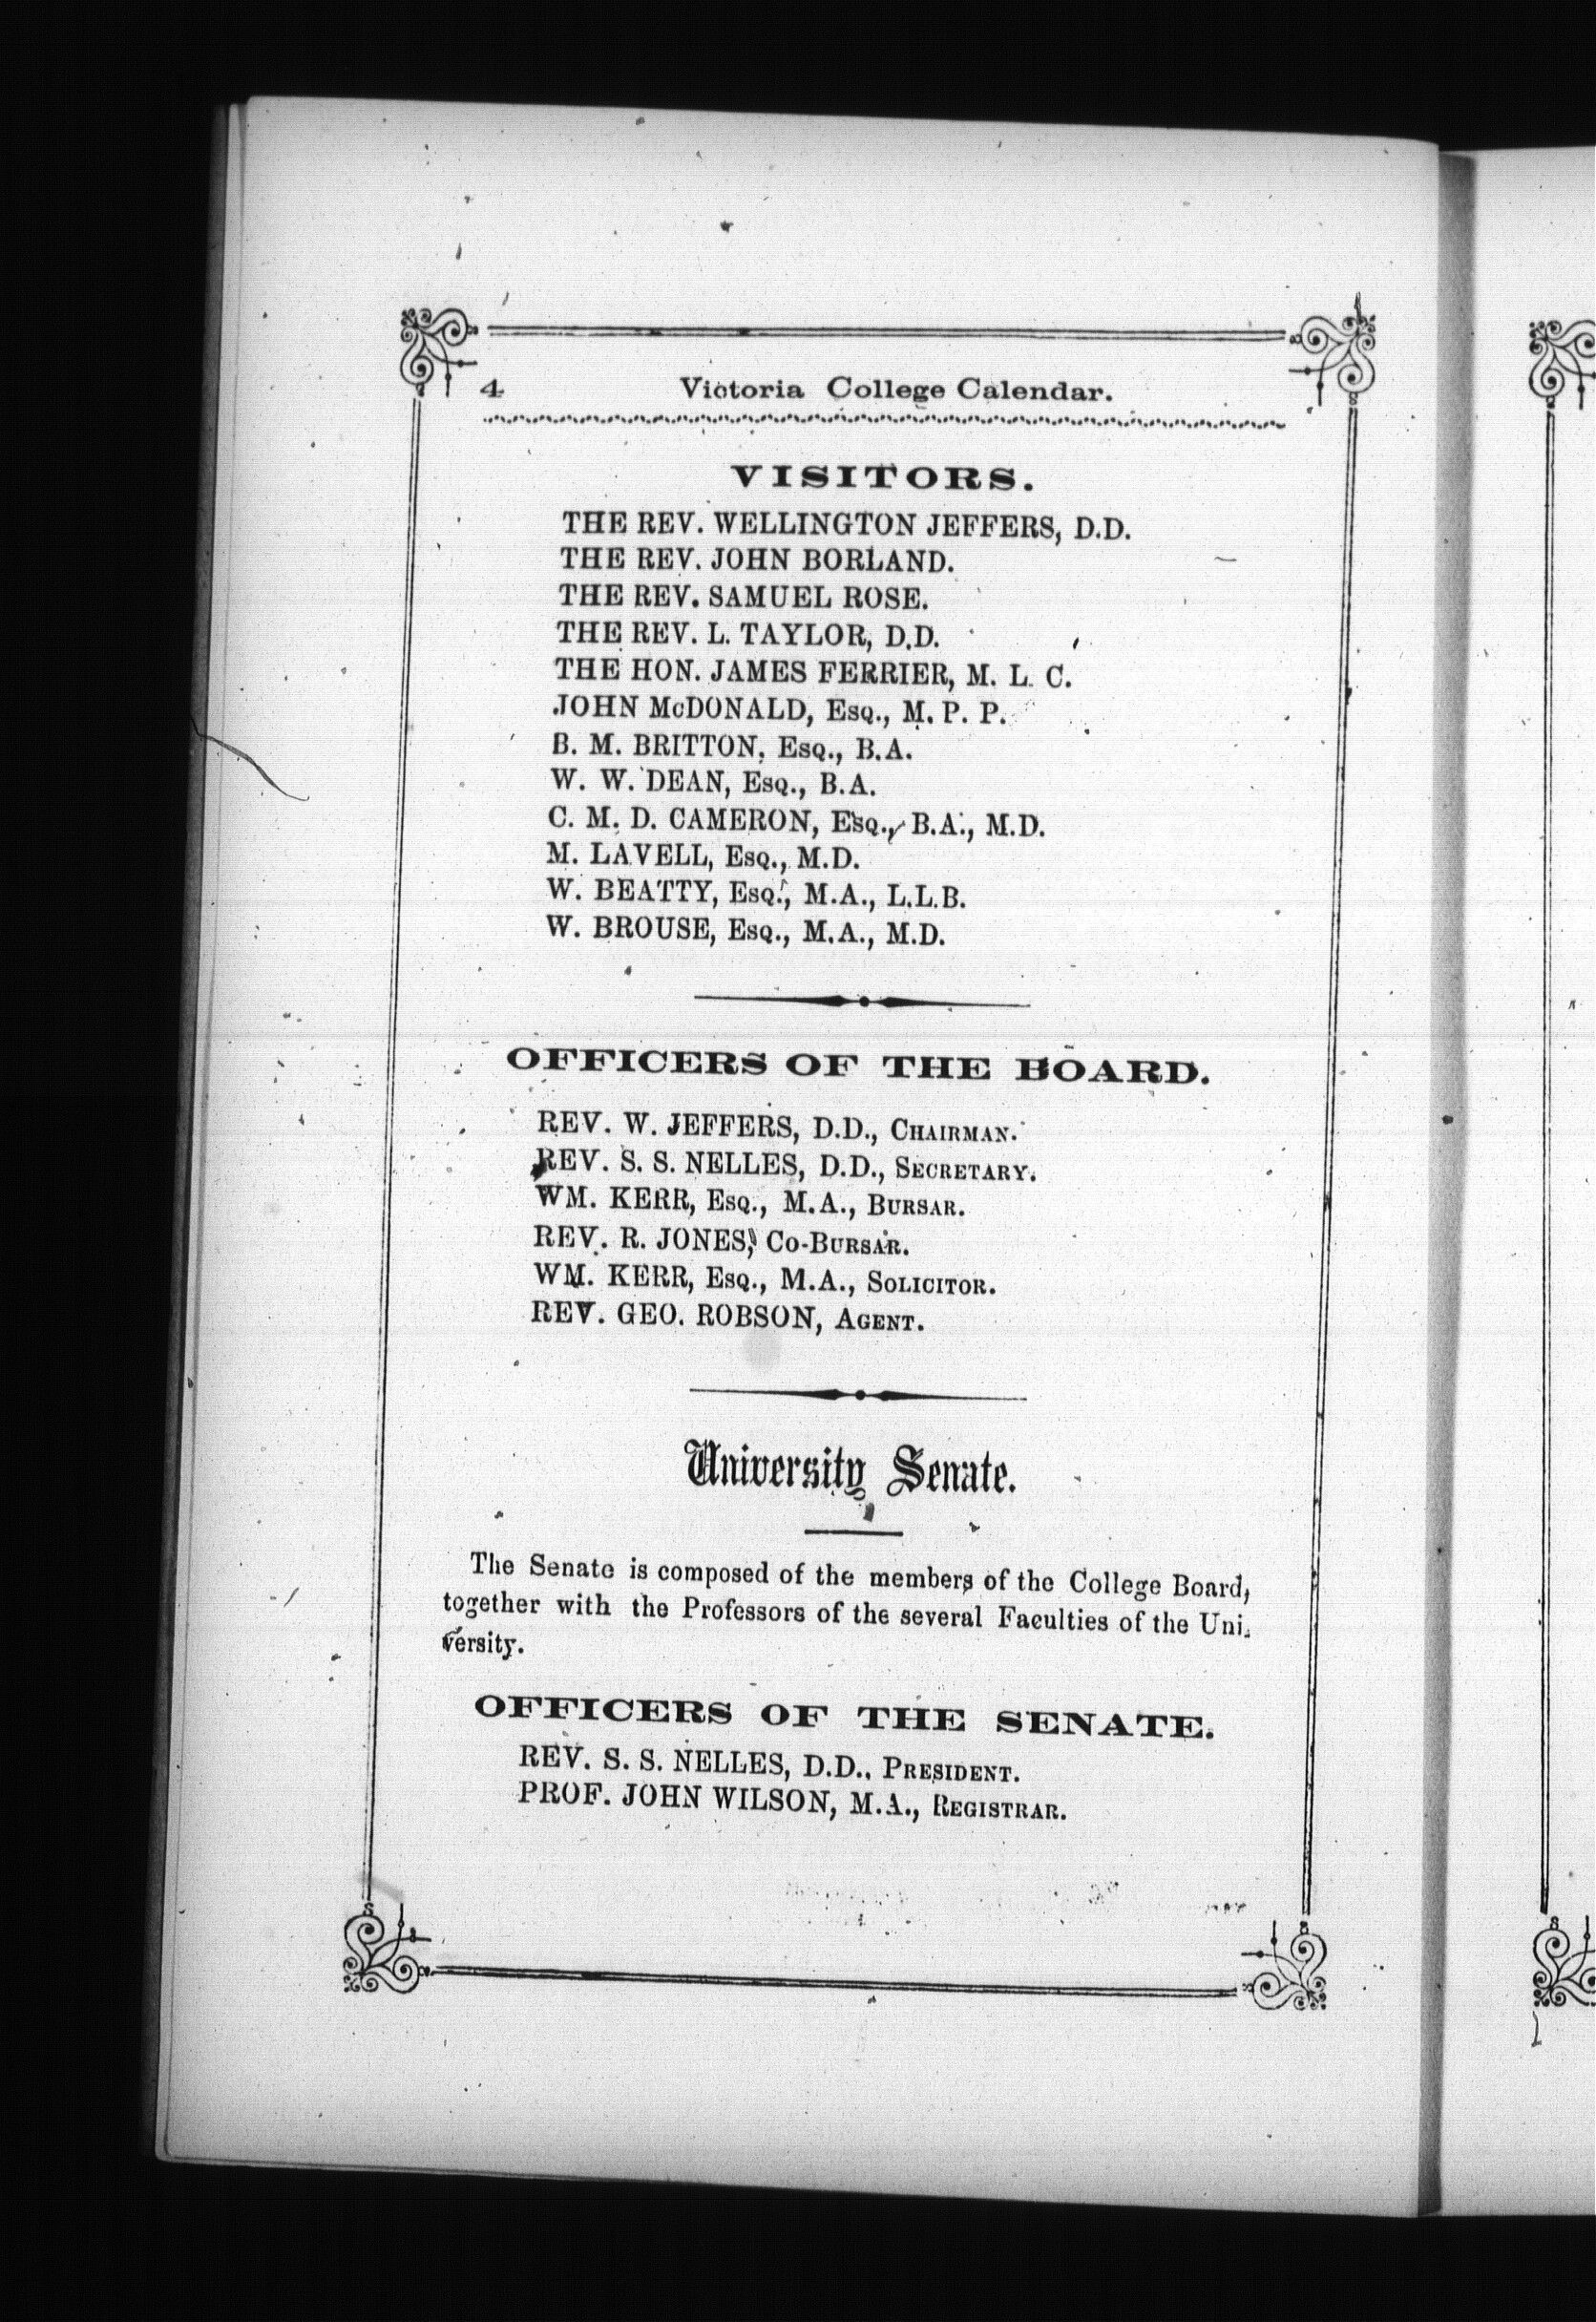 4 Victoria College Calendar.
VISITORS.
THE REV. WELLINGTON JEFFERS, D.D.
THE REV. JOHN BORLAND.
THE REV. SAMUEL ROSE.
THE REV. L. TAYLOR, D.D.
THE HON. JAMES FERRIER, M. L. C.
JOHN McDONALD, Esq., M. P. P.
B. M. BRITTON, Esq., B.A.
W. W. DEAN, Esq., B.A.
C. M. D. CAMERON, Esq., B.A., M.D.
M. LAVELL, Esq., M.D.
W. BEATTY, Esq., M.A., L.L.B.
W. BROUSE, Esq., M.A., M.D.
OFFICERS OF THE BOARD.
REV. W. JEFFERS, D.D., Chairman.
REV. S. S. NELLES, D.D., Secretary.
WM. KERR, Esq., M.A., Bursar.
REV. R. JONES, Co-Bursar.
WM. KERR, Esq., M.A., Solicitor.
REV. GEO. ROBSON, Agent.
University Senate.
The Senate is composed of the members of the College Board,
together with the Professors of the several Faculties of the Uni-
versity.
OFFICERS OF THE SENATE.
REV. S. S. NELLES, D.D., President.
PROF. JOHN WILSON, M.A., Registrar.